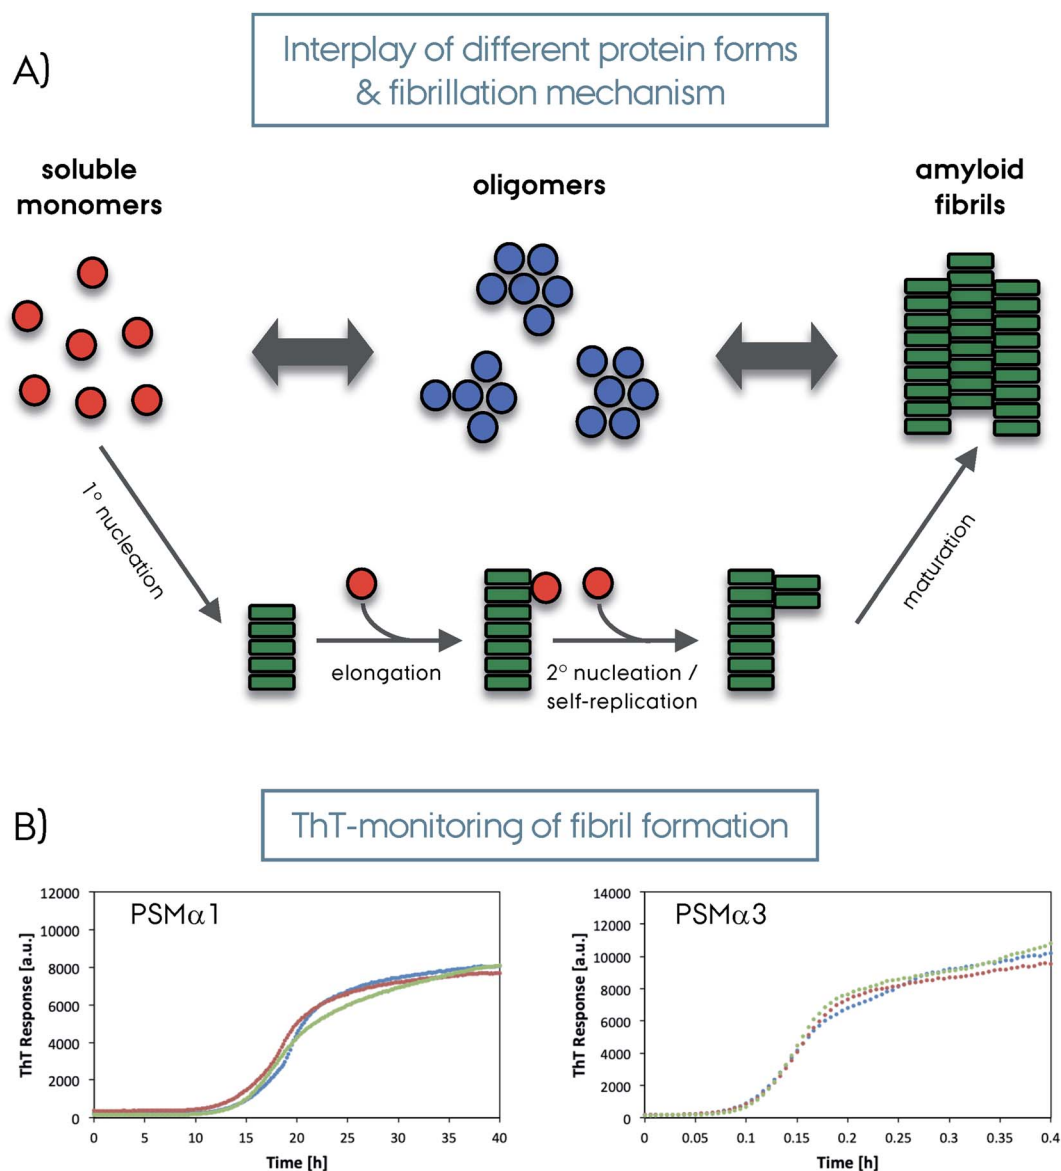 A)
Interplay of different protein forms
& fibrillation mechanism
soluble
monomers
oligomers
amyloid
fibrils
1° nucleation
elongation
2° nucleation /
self-replication
maturation
B)
ThT-monitoring of fibril formation
PSMα1
ThT Response [a.u.]
12000
10000
8000
6000
4000
2000
0
0 5 10 15 20 25 30 35 40
Time [h]
PSMα3
ThT Response [a.u.]
14000
12000
10000
8000
6000
4000
2000
0
0 0.05 0.1 0.15 0.2 0.25 0.3 0.35 0.4
Time [h]